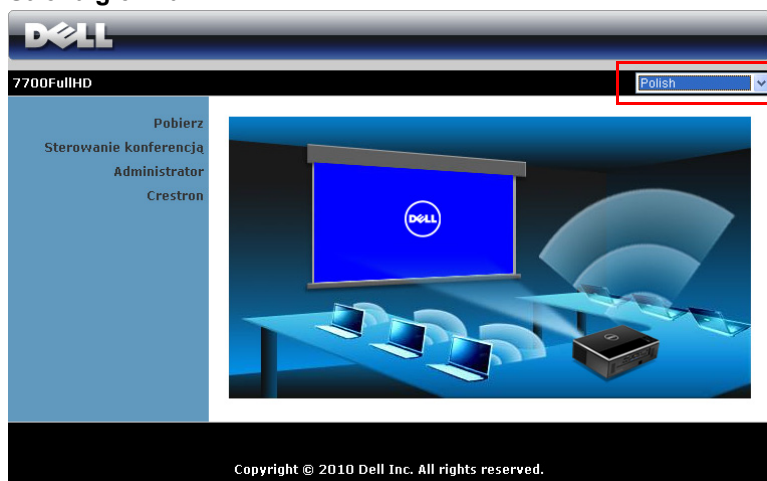 DELL
7700FullHD
Polish
Pobierz
Sterowanie konferencją
Administrator
Crestron
DELL
Copyright © 2010 Dell Inc. All rights reserved.